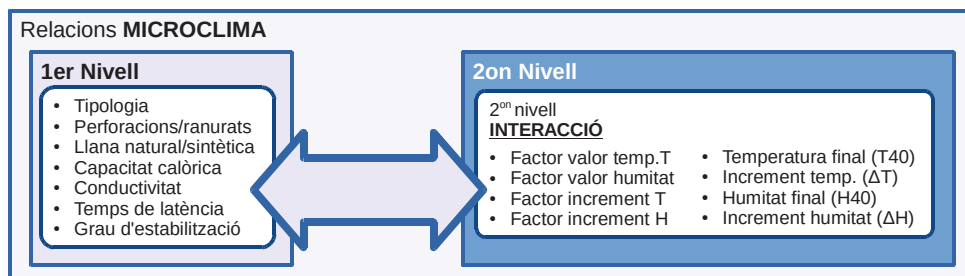 Relacions MICROCLIMA
1er Nivell
• Tipologia
• Perforacions/ranurats
• Llana natural/sintètica
• Capacitat calòrica
• Conductivitat
• Temps de latència
• Grau d'estabilització
2on Nivell
2on nivell
INTERACCIÓ
• Factor valor temp.T
• Factor valor humitat
• Factor increment T
• Factor increment H
• Temperatura final (T40)
• Increment temp. (ΔT)
• Humitat final (H40)
• Increment humitat (ΔH)